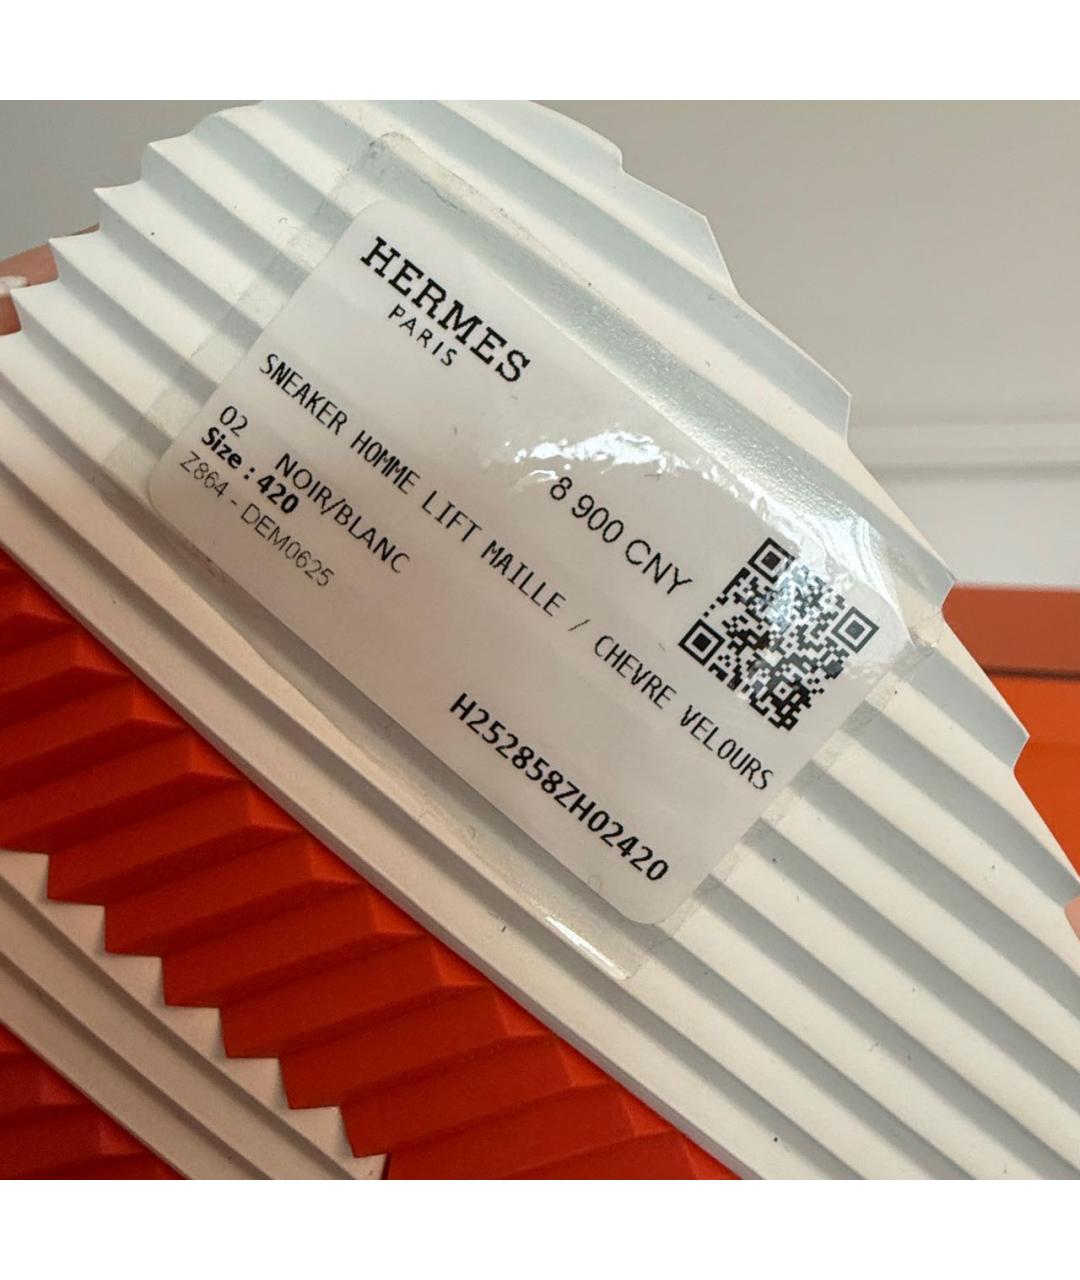 HERMES
PARIS
8 900 CNY
SNEAKER HOMME LIFT MAILLE / CHEVRE VELOURS
02 NOIR/BLANC
Size : 420
Z864 - DEM0625
H252858ZH02420